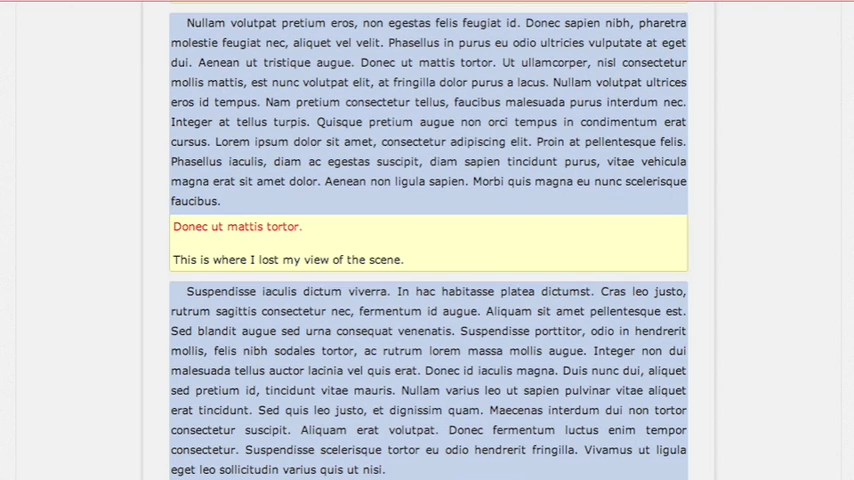 Nullam volutpat pretium eros, non egestas felis feugiat id. Donec sapien nibh, pharetra
molestie feugiat nec, aliquet vel velit. Phasellus in purus eu odio ultricies vulputate at eget
dui. Aenean ut tristique augue. Donec ut mattis tortor. Ut ullamcorper, nisl consectetur
mollis mattis, est nunc volutpat elit, at fringilla dolor purus a lacus. Nullam volutpat ultrices
eros id tempus. Nam pretium consectetur tellus, faucibus malesuada purus interdum nec.
Integer at tellus turpis. Quisque pretium augue non orci tempus in condimentum erat
cursus. Lorem ipsum dolor sit amet, consectetur adipiscing elit. Proin at pellentesque felis.
Phasellus iaculis, diam ac egestas suscipit, diam sapien tincidunt purus, vitae vehicula
magna erat sit amet dolor. Aenean non ligula sapien. Morbi quis magna eu nunc scelerisque
faucibus.
Donec ut mattis tortor.
This is where I lost my view of the scene.
Suspendisse iaculis dictum viverra. In hac habitasse platea dictumst. Cras leo justo,
rutrum sagittis consectetur nec, fermentum id augue. Aliquam sit amet pellentesque est.
Sed blandit augue sed urna consequat venenatis. Suspendisse porttitor, odio in hendrerit
mollis, felis nibh sodales tortor, ac rutrum lorem massa mollis augue. Integer non dui
malesuada tellus auctor lacinia vel quis erat. Donec id iaculis magna. Duis nunc dui, aliquet
sed pretium id, tincidunt vitae mauris. Nullam varius leo ut sapien pulvinar vitae aliquet
erat tincidunt. Sed quis leo justo, et dignissim quam. Maecenas interdum dui non tortor
consectetur suscipit. Aliquam erat volutpat. Donec fermentum luctus enim tempor
consectetur. Suspendisse scelerisque tortor eu odio hendrerit fringilla. Vivamus ut ligula
eget leo sollicitudin varius quis ut nisi.